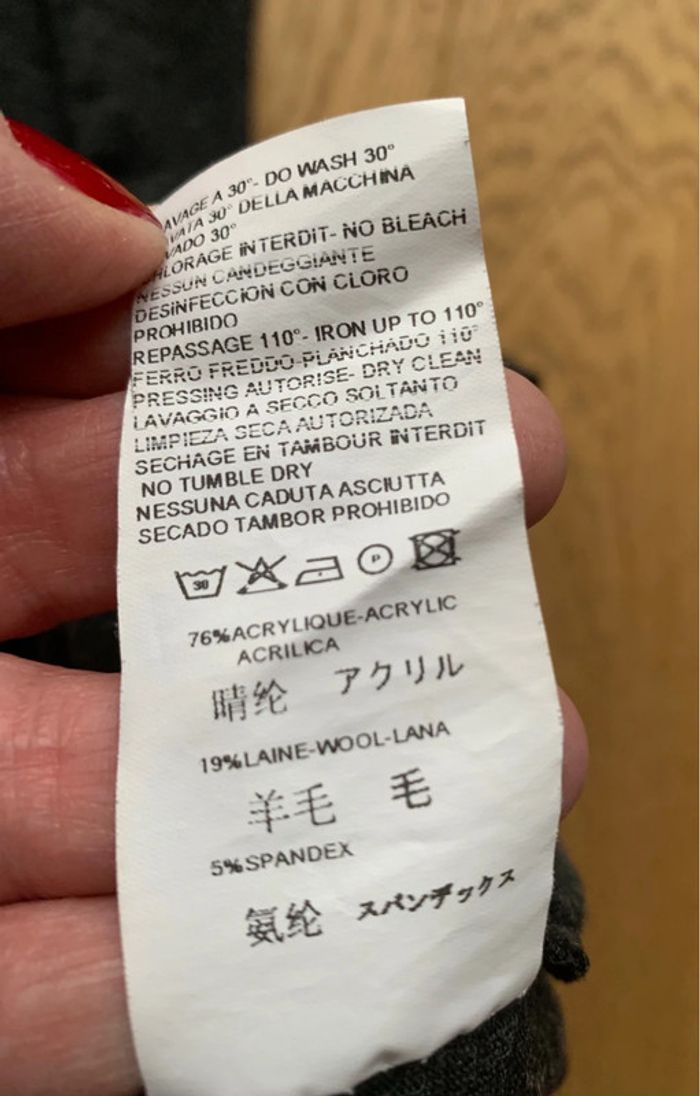 AVAGE A 30°- DO WASH 30°
VATA 30° DELLA MACCHINA
VADO 30°
HLORAGE INTERDIT- NO BLEACH
NESSUN CANDEGGIANTE
DESINFECCION CON CLORO
PROHIBIDO
REPASSAGE 110°- IRON UP TO 110°
FERRO FREDDO-PLANCHADO 110°
PRESSING AUTORISE- DRY CLEAN
LAVAGGIO A SECCO SOLTANTO
LIMPIEZA SECA AUTORIZADA
SECHAGE EN TAMBOUR INTERDIT
NO TUMBLE DRY
NESSUNA CADUTA ASCIUTTA
SECADO TAMBOR PROHIBIDO
30 P
76%ACRYLIQUE-ACRYLIC
ACRILICA
晴纶 アクリル
19%LAINE-WOOL-LANA
羊毛 毛
5%SPANDEX
氨纶 スパンデックス